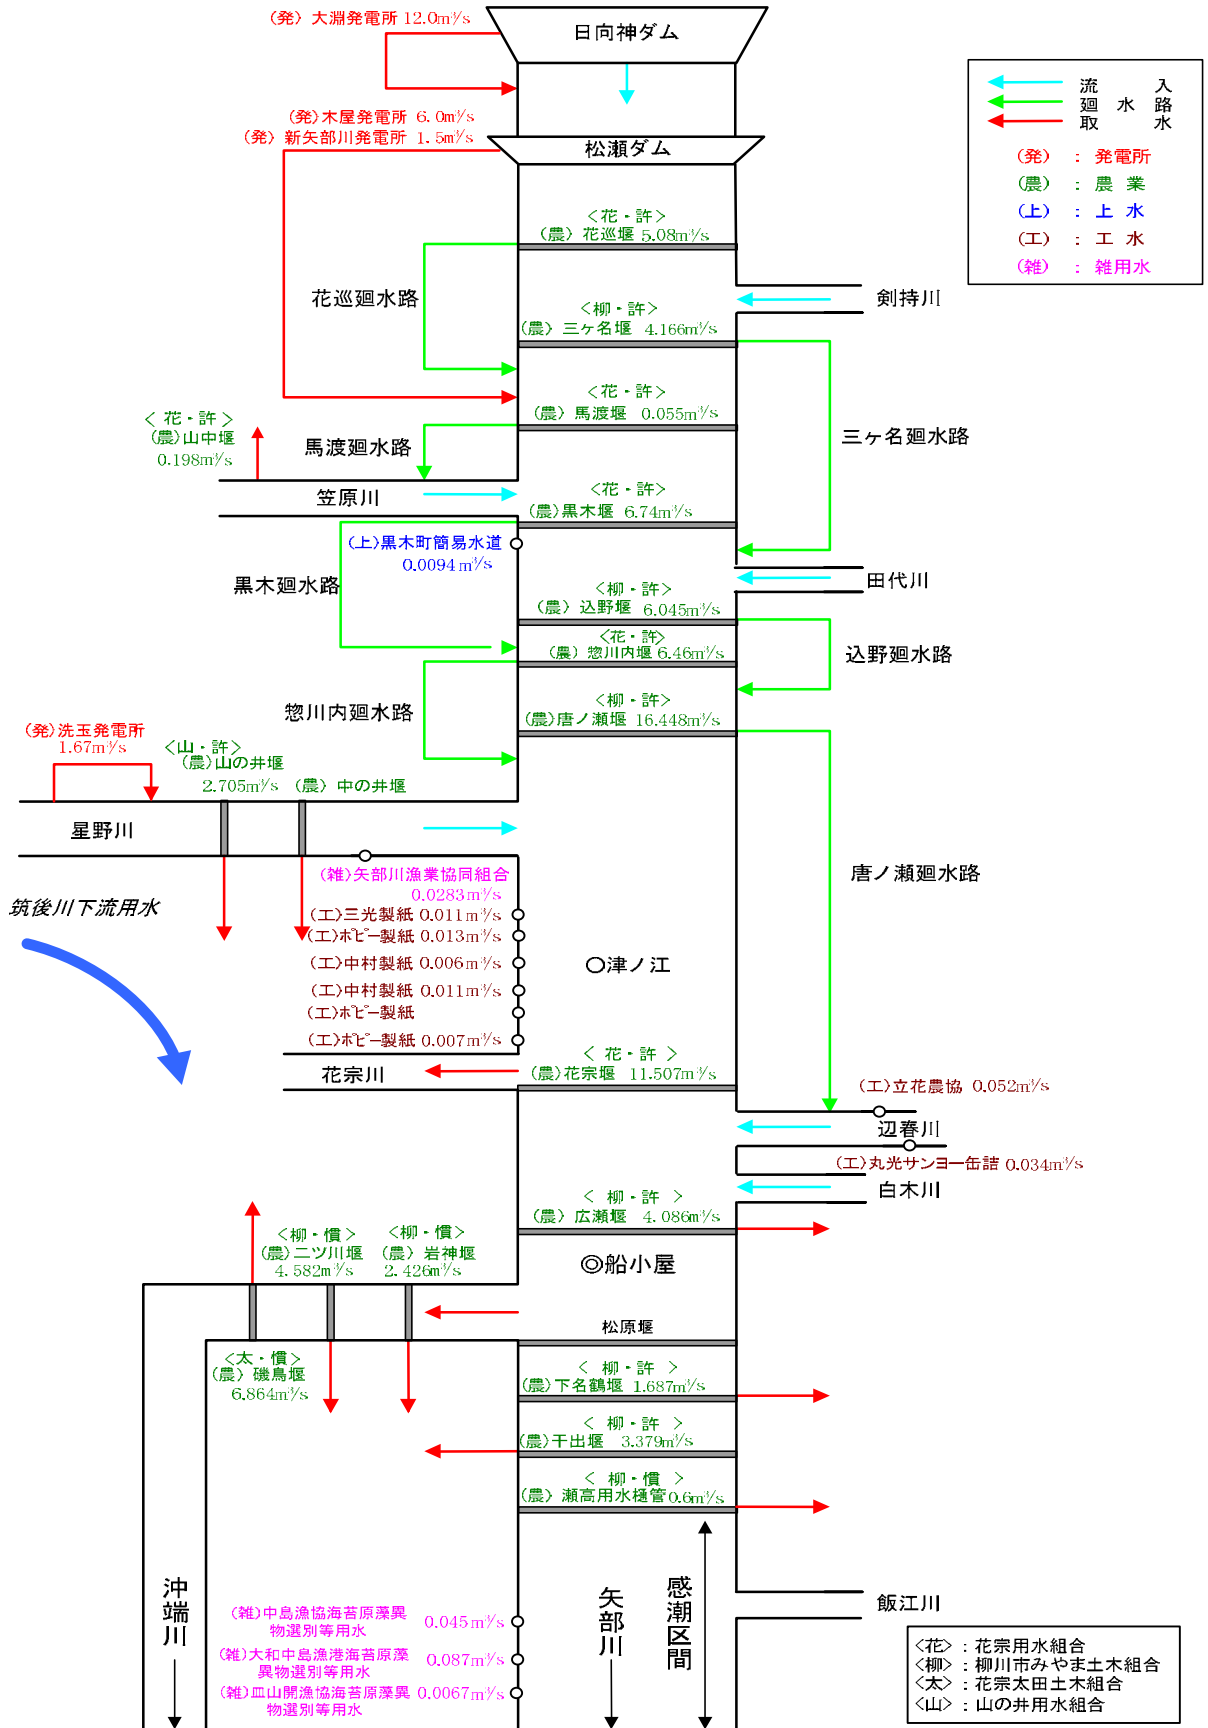 (発) 大淵発電所 12.0m³/s
日向神ダム
(発)木屋発電所 6.0m³/s
(発) 新矢部川発電所 1.5m³/s
松瀬ダム
流 入
廻 水 路
取 水
(発) : 発電所
(農) : 農 業
(上) : 上 水
(工) : 工 水
(雑) : 雑用水
<花・許>
(農) 花巡堰 5.08m³/s
花巡廻水路
剣持川
<柳・許>
(農) 三ヶ名堰 4.166m³/s
<花・許>
(農) 馬渡堰 0.055m³/s
< 花・許>
(農)山中堰
0.198m³/s
馬渡廻水路
三ヶ名廻水路
笠原川
<花・許>
(農)黒木堰 6.74m³/s
(上)黒木町簡易水道
0.0094m³/s
黒木廻水路
田代川
<柳・許>
(農) 込野堰 6.045m³/s
<花・許>
(農) 惣川内堰 6.46m³/s
込野廻水路
<柳・許>
(農)唐ノ瀬堰 16.448m³/s
惣川内廻水路
(発)洗玉発電所
1.67m³/s
<山・許>
(農)山の井堰
2.705m³/s
(農) 中の井堰
星野川
唐ノ瀬廻水路
(雑)矢部川漁業協同組合
0.0283m³/s
筑後川下流用水
(工)三光製紙 0.011m³/s
(工)ポピー製紙 0.013m³/s
(工)中村製紙 0.006m³/s
○津ノ江
(工)中村製紙 0.011m³/s
(工)ポピー製紙
(工)ポピー製紙 0.007m³/s
花宗川
< 花・許 >
(農)花宗堰 11.507m³/s
(工)立花農協 0.052m³/s
辺春川
(工)丸光サンヨー缶詰 0.034m³/s
白木川
< 柳・許 >
(農) 広瀬堰 4.086m³/s
<柳・慣>
(農)二ツ川堰
4.582m³/s
<柳・慣>
(農) 岩神堰
2.426m³/s
◎船小屋
松原堰
<太・慣>
(農) 磯鳥堰
6.864m³/s
< 柳・許 >
(農)下名鶴堰 1.687m³/s
< 柳・許 >
(農)干出堰 3.379m³/s
< 柳・慣 >
(農) 瀬高用水樋管0.6m³/s
沖端川
矢部川
感潮区間
飯江川
(雑)中島漁協海苔原藻異
物選別等用水
0.045m³/s
(雑)大和中島漁港海苔原藻
異物選別等用水
0.087m³/s
(雑)皿山開漁協海苔原藻異
物選別等用水
0.0067m³/s
<花> : 花宗用水組合
<柳> : 柳川市みやま土木組合
<太> : 花宗太田土木組合
<山> : 山の井用水組合